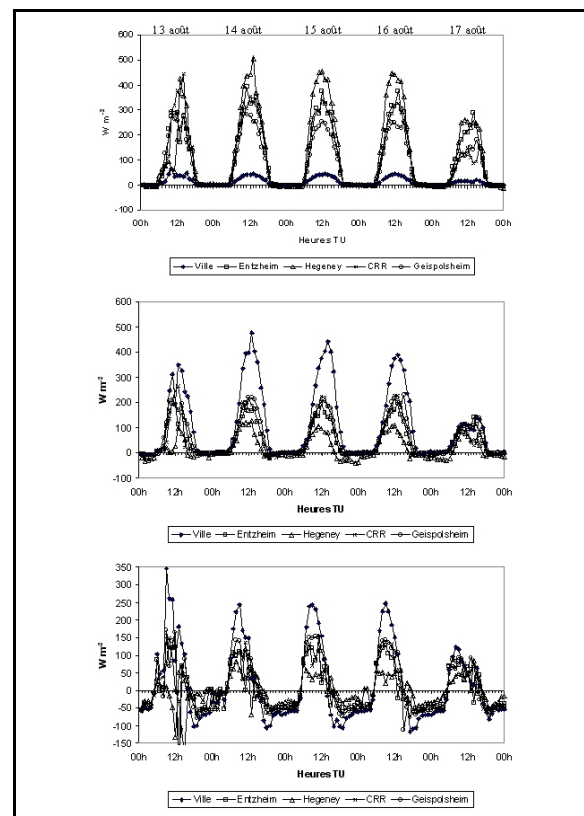 13 août 14 août 15 août 16 août 17 août
600
500
400
300
200
100
0
-100
W m-2
00h 12h 00h 12h 00h 12h 00h 12h 00h 12h 00h
Heures TU
Ville Entzheim Hegeney CRR Geispolsheim
600
500
400
300
200
100
0
-100
W m-2
00h 12h 00h 12h 00h 12h 00h 12h 00h 12h 00h
Heures TU
Ville Entzheim Hegeney CRR Geispolsheim
350
300
250
200
150
100
50
0
-50
-100
-150
W m-2
00h 12h 00h 12h 00h 12h 00h 12h 00h 12h 00h
Heures TU
Ville Entzheim Hegeney CRR Geispolsheim